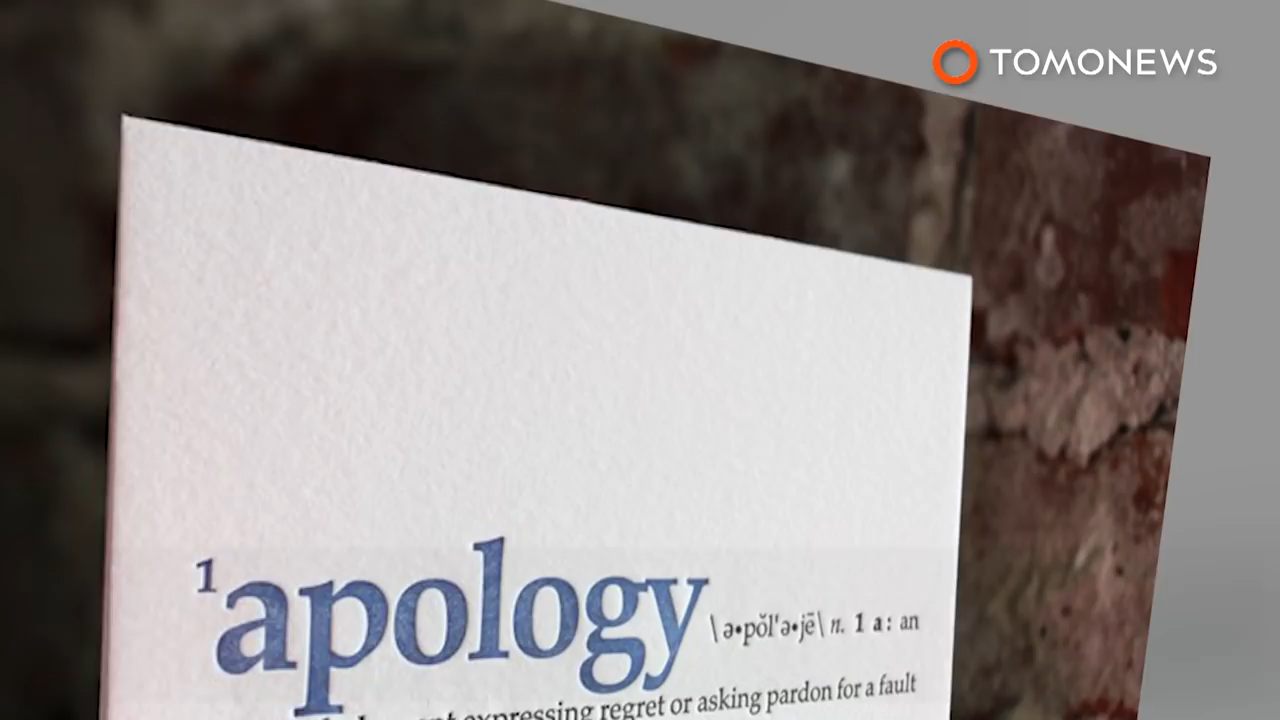 TOMONEWS
¹apology \ə•pŏl'ə•jē\ n. 1 a: an
expressing regret or asking pardon for a fault